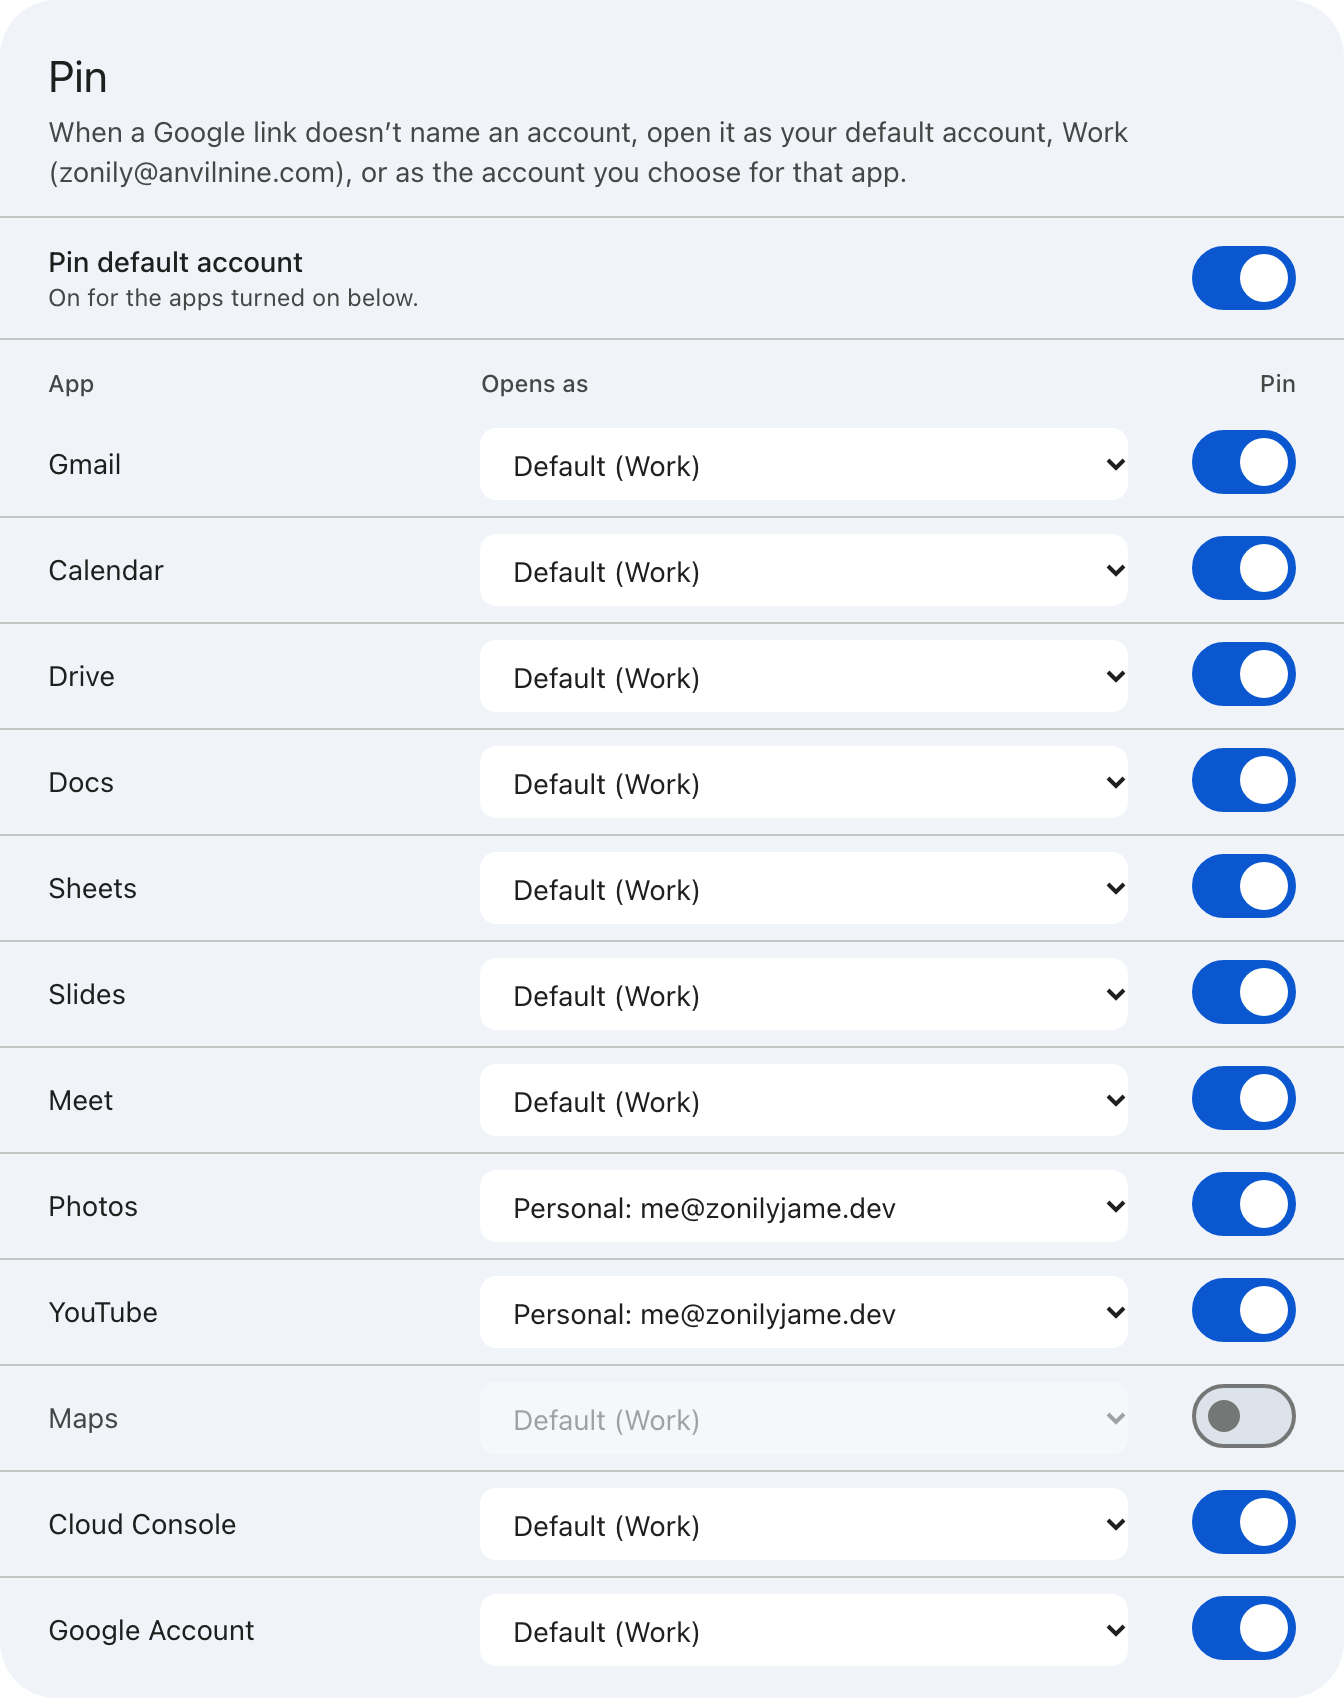 Pin
When a Google link doesn’t name an account, open it as your default account, Work
(zonily@anvilnine.com), or as the account you choose for that app.
Pin default account
On for the apps turned on below.
App Opens as Pin
Gmail Default (Work)
Calendar Default (Work)
Drive Default (Work)
Docs Default (Work)
Sheets Default (Work)
Slides Default (Work)
Meet Default (Work)
Photos Personal: me@zonilyjame.dev
YouTube Personal: me@zonilyjame.dev
Maps Default (Work)
Cloud Console Default (Work)
Google Account Default (Work)